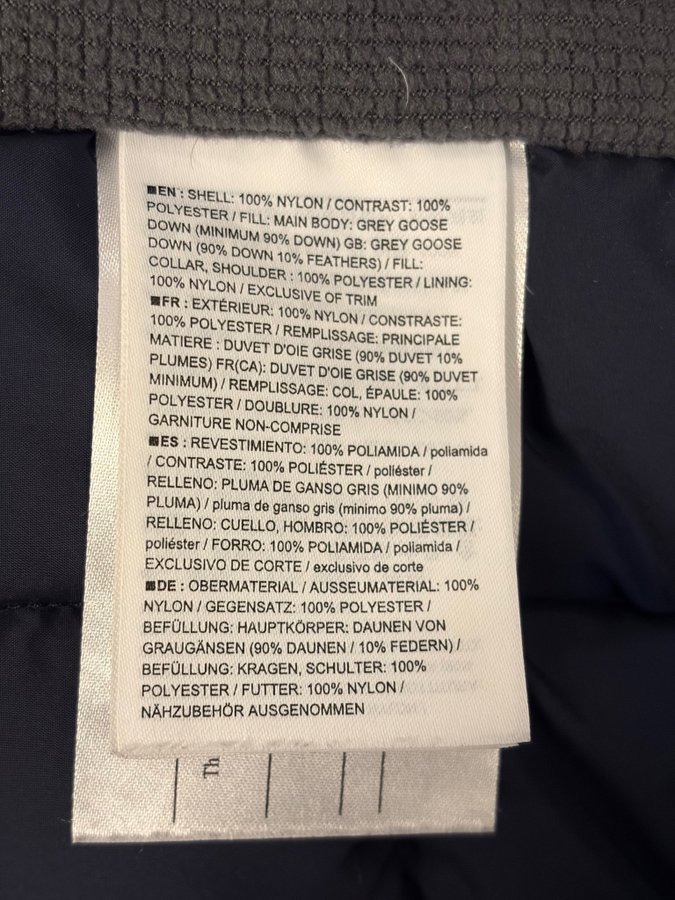 ■EN : SHELL: 100% NYLON / CONTRAST: 100%
POLYESTER / FILL: MAIN BODY: GREY GOOSE
DOWN (MINIMUM 90% DOWN) GB: GREY GOOSE
DOWN (90% DOWN 10% FEATHERS) / FILL:
COLLAR, SHOULDER : 100% POLYESTER / LINING:
100% NYLON / EXCLUSIVE OF TRIM
■FR : EXTÉRIEUR: 100% NYLON / CONSTRASTE:
100% POLYESTER / REMPLISSAGE: PRINCIPALE
MATIERE : DUVET D'OIE GRISE (90% DUVET 10%
PLUMES) FR(CA): DUVET D'OIE GRISE (90% DUVET
MINIMUM) / REMPLISSAGE: COL, ÉPAULE: 100%
POLYESTER / DOUBLURE: 100% NYLON /
GARNITURE NON-COMPRISE
■ES : REVESTIMIENTO: 100% POLIAMIDA / poliamida
/ CONTRASTE: 100% POLIÉSTER / poliéster /
RELLENO: PLUMA DE GANSO GRIS (MINIMO 90%
PLUMA) / pluma de ganso gris (minimo 90% pluma) /
RELLENO: CUELLO, HOMBRO: 100% POLIÉSTER /
poliéster / FORRO: 100% POLIAMIDA / poliamida /
EXCLUSIVO DE CORTE / exclusivo de corte
■DE : OBERMATERIAL / AUSSEUMATERIAL: 100%
NYLON / GEGENSATZ: 100% POLYESTER /
BEFÜLLUNG: HAUPTKÖRPER: DAUNEN VON
GRAUGÄNSEN (90% DAUNEN / 10% FEDERN) /
BEFÜLLUNG: KRAGEN, SCHULTER: 100%
POLYESTER / FUTTER: 100% NYLON /
NÄHZUBEHÖR AUSGENOMMEN
Th